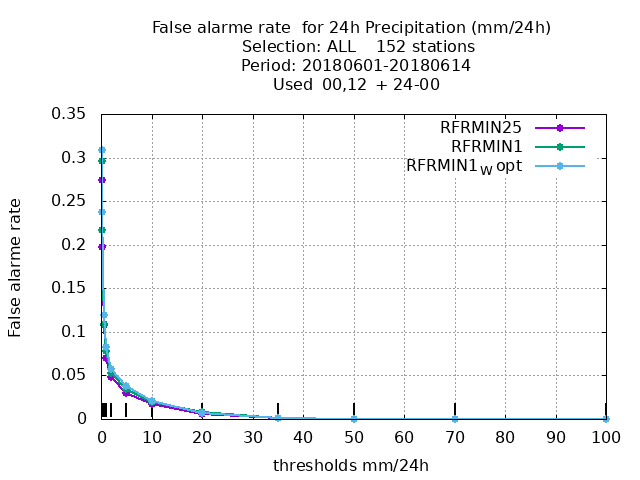 False alarme rate  for 24h Precipitation (mm/24h)
Selection: ALL    152 stations
Period: 20180601-20180614
Used  00,12  + 24-00
RFRMIN25
RFRMIN1
RFRMIN1W opt
False alarme rate
0.35
0.3
0.25
0.2
0.15
0.1
0.05
0
0 10 20 30 40 50 60 70 80 90 100
thresholds mm/24h